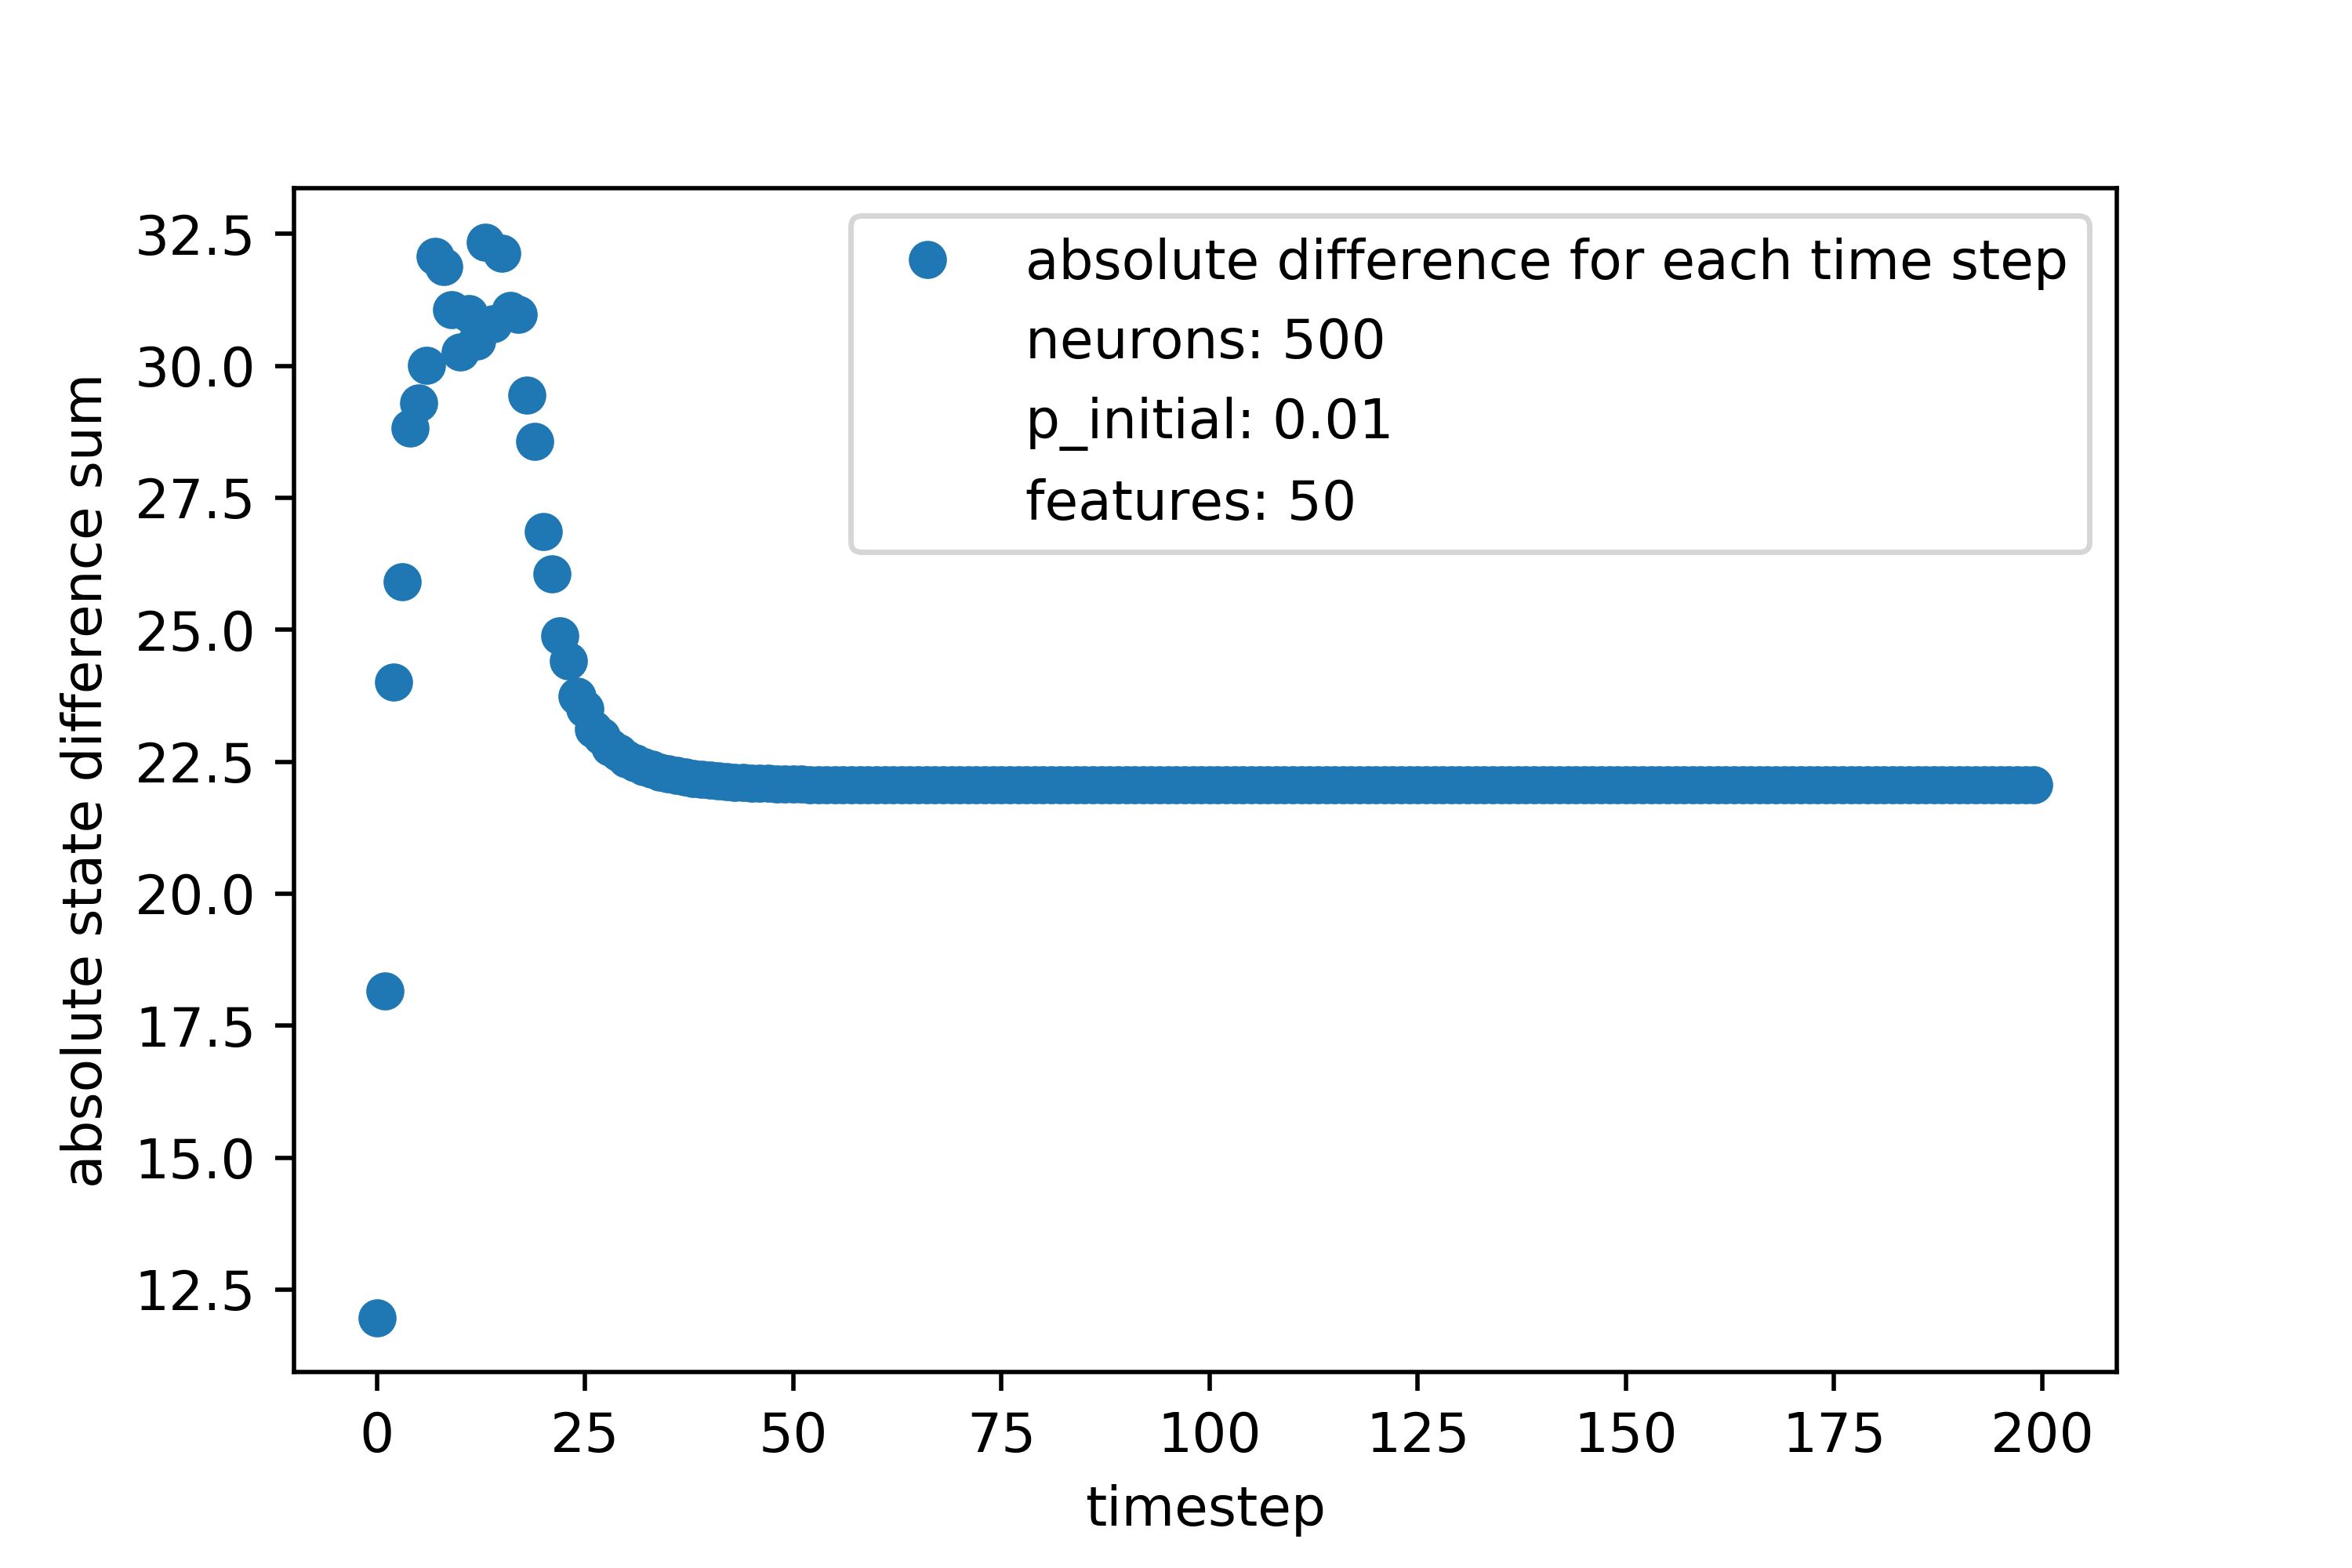 absolute difference for each time step
neurons: 500
p_initial: 0.01
features: 50
absolute state difference sum
32.5
30.0
27.5
25.0
22.5
20.0
17.5
15.0
12.5
0 25 50 75 100 125 150 175 200
timestep